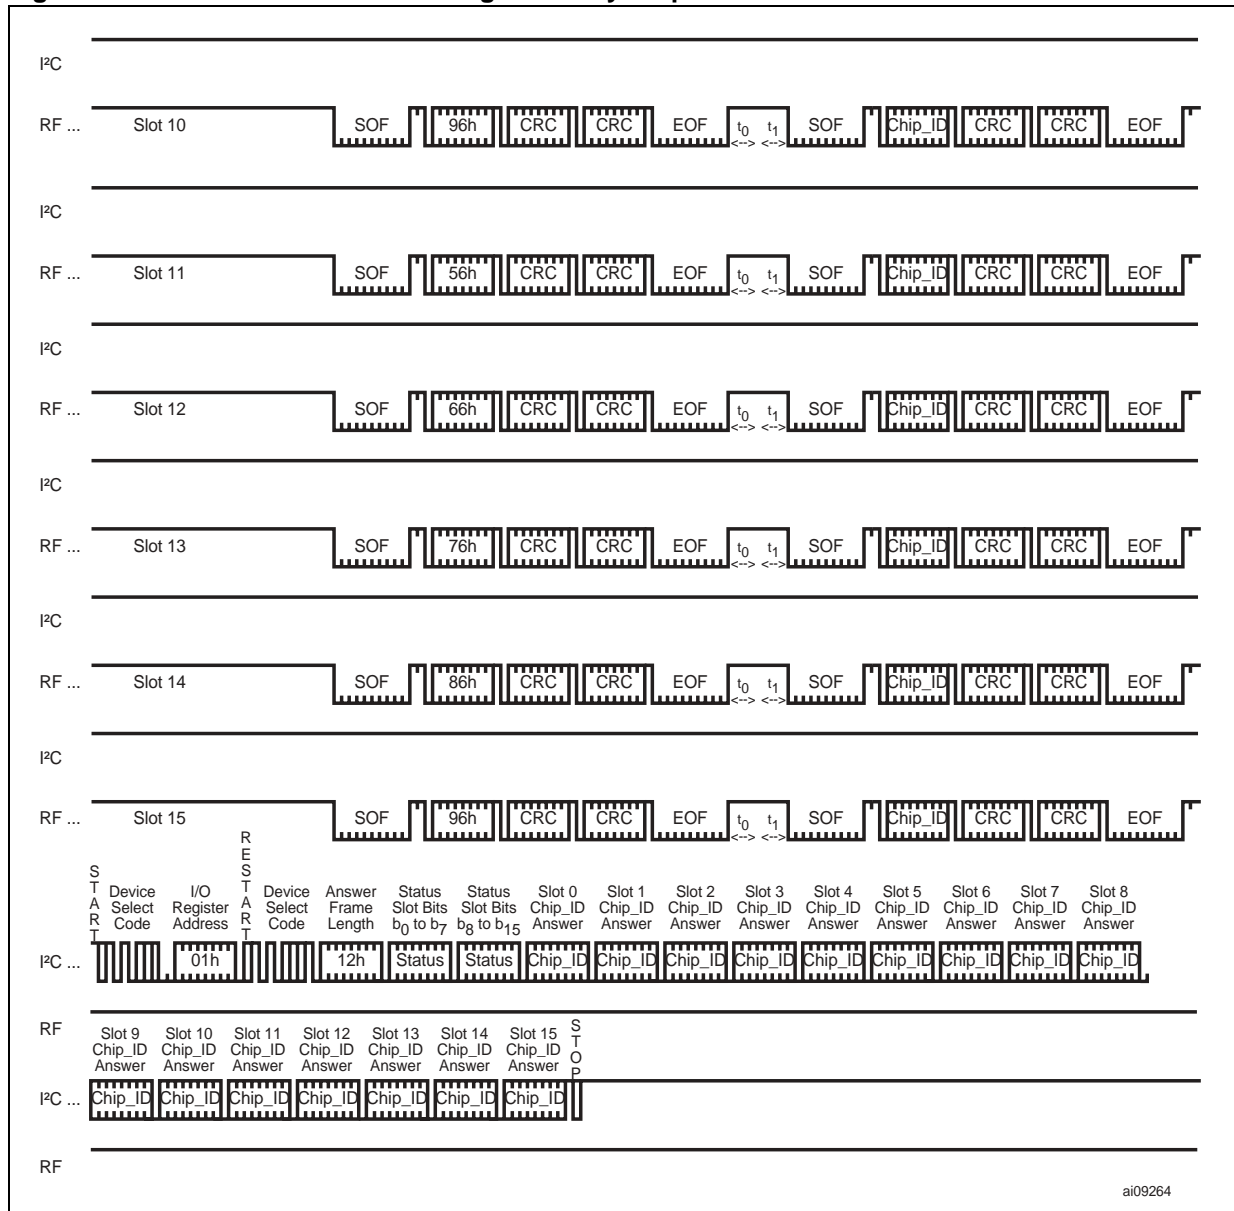 I²C
RF ... Slot 10 SOF 96h CRC CRC EOF t0 t1 SOF Chip_ID CRC CRC EOF
<--> <-->
I²C
RF ... Slot 11 SOF 56h CRC CRC EOF t0 t1 SOF Chip_ID CRC CRC EOF
<--> <-->
I²C
RF ... Slot 12 SOF 66h CRC CRC EOF t0 t1 SOF Chip_ID CRC CRC EOF
<--> <-->
I²C
RF ... Slot 13 SOF 76h CRC CRC EOF t0 t1 SOF Chip_ID CRC CRC EOF
<--> <-->
I²C
RF ... Slot 14 SOF 86h CRC CRC EOF t0 t1 SOF Chip_ID CRC CRC EOF
<--> <-->
I²C
RF ... Slot 15 SOF 96h CRC CRC EOF t0 t1 SOF Chip_ID CRC CRC EOF
<--> <-->
START
Device Select Code
I/O Register Address
RESTART
Device Select Code
Answer Frame Length
Status Slot Bits b0 to b7
Status Slot Bits b8 to b15
Slot 0 Chip_ID Answer
Slot 1 Chip_ID Answer
Slot 2 Chip_ID Answer
Slot 3 Chip_ID Answer
Slot 4 Chip_ID Answer
Slot 5 Chip_ID Answer
Slot 6 Chip_ID Answer
Slot 7 Chip_ID Answer
Slot 8 Chip_ID Answer
I²C ... 01h 12h Status Status Chip_ID Chip_ID Chip_ID Chip_ID Chip_ID Chip_ID Chip_ID Chip_ID Chip_ID
RF
Slot 9 Chip_ID Answer
Slot 10 Chip_ID Answer
Slot 11 Chip_ID Answer
Slot 12 Chip_ID Answer
Slot 13 Chip_ID Answer
Slot 14 Chip_ID Answer
Slot 15 Chip_ID Answer
STOP
I²C ... Chip_ID Chip_ID Chip_ID Chip_ID Chip_ID Chip_ID Chip_ID
RF
ai09264